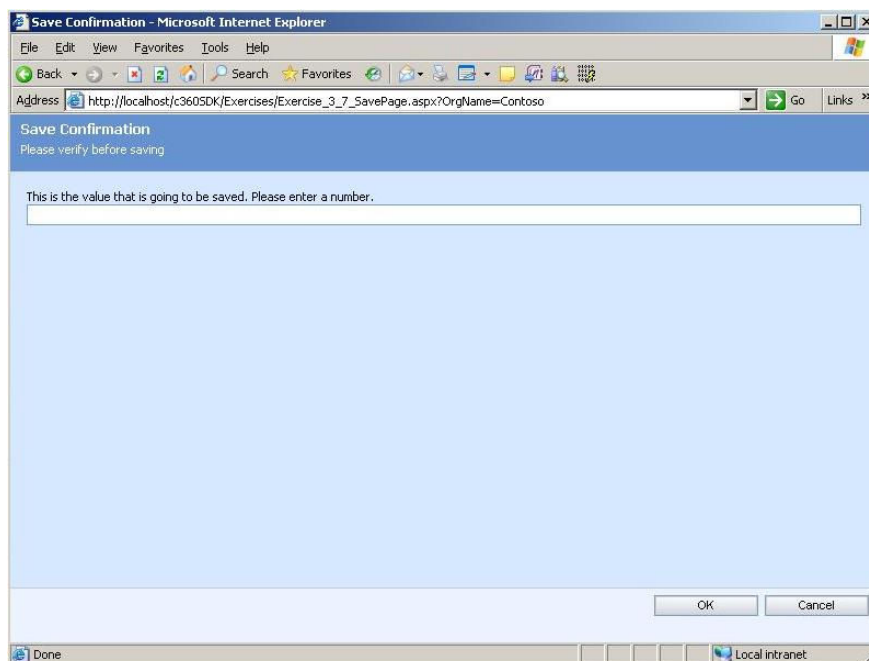 Save Confirmation - Microsoft Internet Explorer
File Edit View Favorites Tools Help
Back Search Favorites
Address http://localhost/c360SDK/Exercises/Exercise_3_7_SavePage.aspx?OrgName=Contoso Go Links »
Save Confirmation
Please verify before saving
This is the value that is going to be saved. Please enter a number.
OK Cancel
Done Local intranet